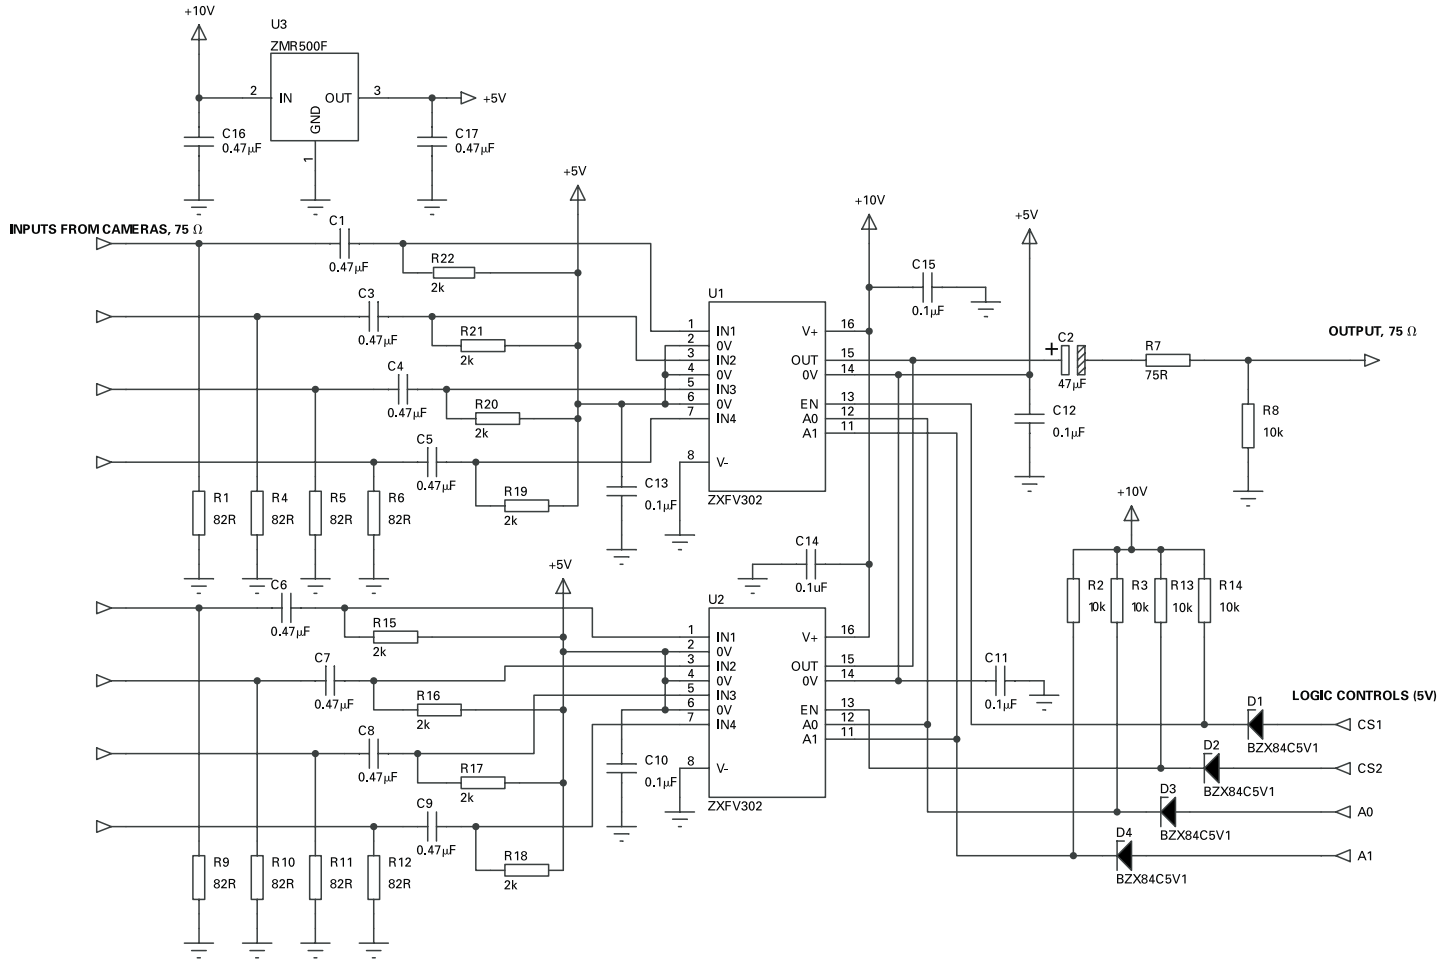 +10V
U3
ZMR500F
2 IN OUT 3
GND
1
+5V
C16
0.47µF
C17
0.47µF
+5V
INPUTS FROM CAMERAS, 75 Ω
C1
0.47µF
R22
2k
C3
0.47µF
R21
2k
C4
0.47µF
R20
2k
C5
0.47µF
R19
2k
R1
82R
R4
82R
R5
82R
R6
82R
C13
0.1µF
U1
1 IN1
2 0V
3 IN2
4 0V
5 IN3
6 0V
7 IN4
8 V-
V+ 16
OUT 15
0V 14
EN 13
A0 12
A1 11
ZXFV302
+10V
+5V
C15
0.1µF
C2
+
47µF
R7
75R
OUTPUT, 75 Ω
R8
10k
C12
0.1µF
C14
0.1uF
+5V
C6
0.47µF
R15
2k
C7
0.47µF
R16
2k
C8
0.47µF
R17
2k
C9
0.47µF
R18
2k
R9
82R
R10
82R
R11
82R
R12
82R
C10
0.1µF
U2
1 IN1
2 0V
3 IN2
4 0V
5 IN3
6 0V
7 IN4
8 V-
V+ 16
OUT 15
0V 14
EN 13
A0 12
A1 11
ZXFV302
C11
0.1µF
+10V
R2
10k
R3
10k
R13
10k
R14
10k
LOGIC CONTROLS (5V)
D1
BZX84C5V1
CS1
D2
BZX84C5V1
CS2
D3
BZX84C5V1
A0
D4
BZX84C5V1
A1